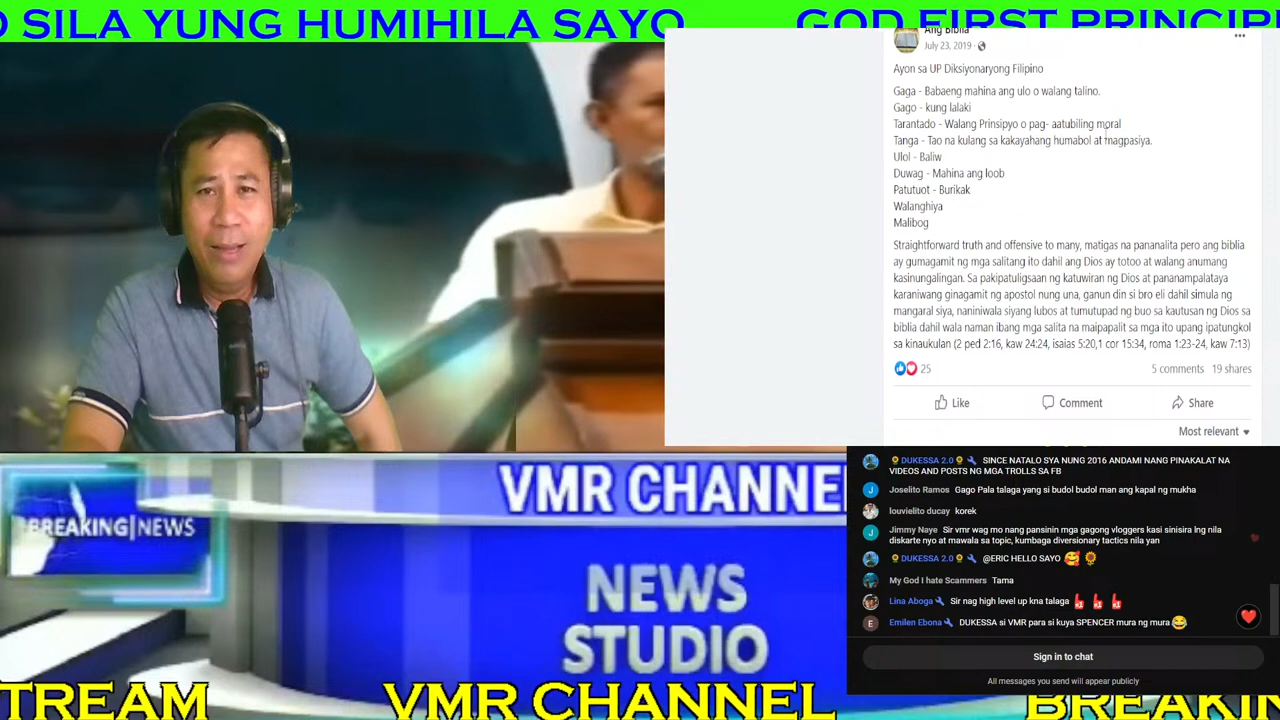 SILA YUNG HUMIHILA SAYO
GOD FIRST
Ang Biblia
July 23, 2019
Ayon sa UP Diksiyonaryong Filipino
Gaga - Babaeng mahina ang ulo o walang talino.
Gago - kung lalaki
Tarantado - Walang Prinsipyo o pag- aatubiling moral
Tanga - Tao na kulang sa kakayahang humabol at magpasiya.
Ulol - Baliw
Duwag - Mahina ang loob
Patutuot - Burikak
Walanghiya
Malibog
Straightforward truth and offensive to many, matigas na pananalita pero ang biblia
ay gumagamit ng mga salitang ito dahil ang Dios ay totoo at walang anumang
kasinungalingan. Sa pakipatuligsaan ng katuwiran ng Dios at pananampalataya
karaniwang ginagamit ng apostol nung una, ganun din si bro eli dahil simula ng
mangaral siya, naniniwala siyang lubos at tumutupad ng buo sa kautusan ng Dios sa
biblia dahil wala naman ibang mga salita na maipapalit sa mga ito upang ipatungkol
sa kinaukulan (2 ped 2:16, kaw 24:24, isaias 5:20,1 cor 15:34, roma 1:23-24, kaw 7:13)
25
5 comments 19 shares
Like Comment Share
Most relevant
DUKESSA 2.0 SINCE NATALO SYA NUNG 2016 ANDAMI NANG PINAKALAT NA
VIDEOS AND POSTS NG MGA TROLLS SA FB
Joselito Ramos Gago Pala talaga yang si budol budol man ang kapal ng mukha
louvielito ducay korek
Jimmy Naye Sir vmr wag mo nang pansinin mga gagong vloggers kasi sinisira lng nila
diskarte nyo at mawala sa topic, kumbaga diversionary tactics nila yan
DUKESSA 2.0 @ERIC HELLO SAYO
My God I hate Scammers Tama
Lina Aboga Sir nag high level up kna talaga
Emilen Ebona DUKESSA si VMR para si kuya SPENCER mura ng mura
Sign in to chat
All messages you send will appear publicly
BREAKING|NEWS
VMR CHANNE
NEWS
STUDIO
TREAM VMR CHANNEL BREAKIN